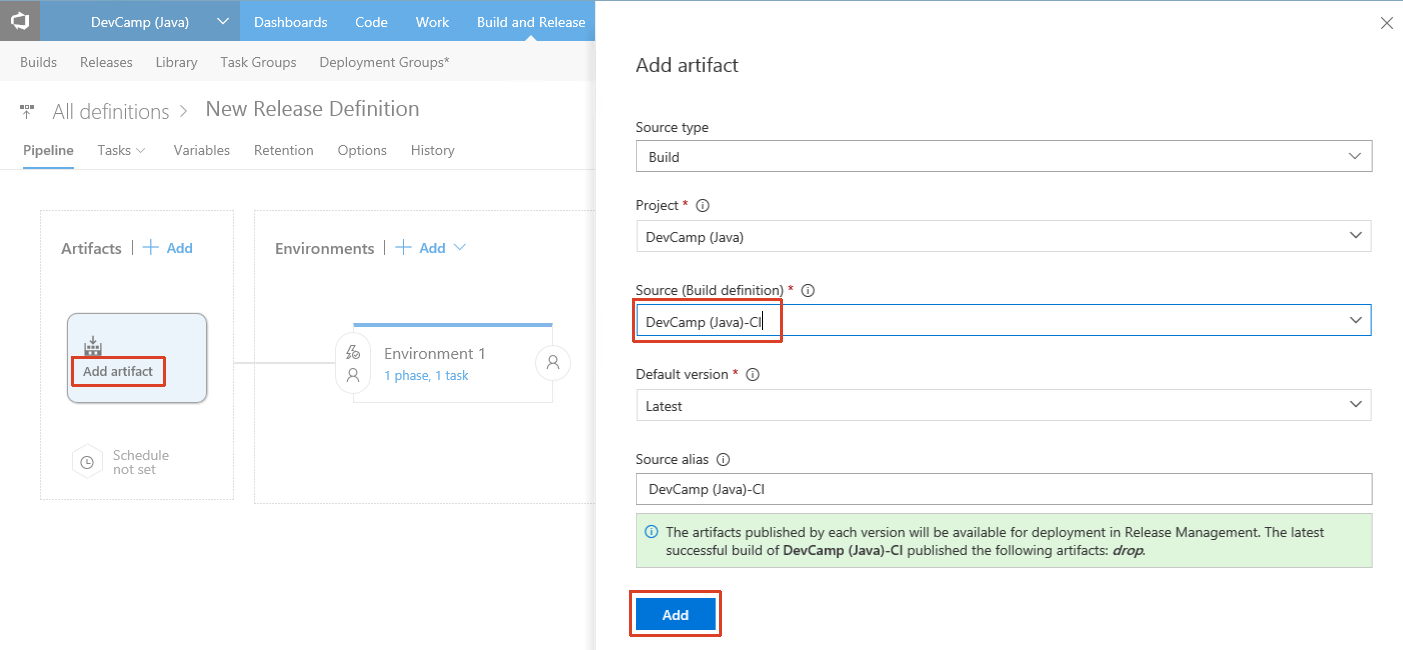 DevCamp (Java)
Dashboards
Code
Work
Build and Release
Builds
Releases
Library
Task Groups
Deployment Groups*
All definitions > New Release Definition
Pipeline
Tasks
Variables
Retention
Options
History
Artifacts | + Add
Add artifact
Schedule
not set
Environments | + Add
Environment 1
1 phase, 1 task
Add artifact
Source type
Build
Project *
DevCamp (Java)
Source (Build definition) *
DevCamp (Java)-CI
Default version *
Latest
Source alias
DevCamp (Java)-CI
The artifacts published by each version will be available for deployment in Release Management. The latest
successful build of DevCamp (Java)-CI published the following artifacts: drop.
Add